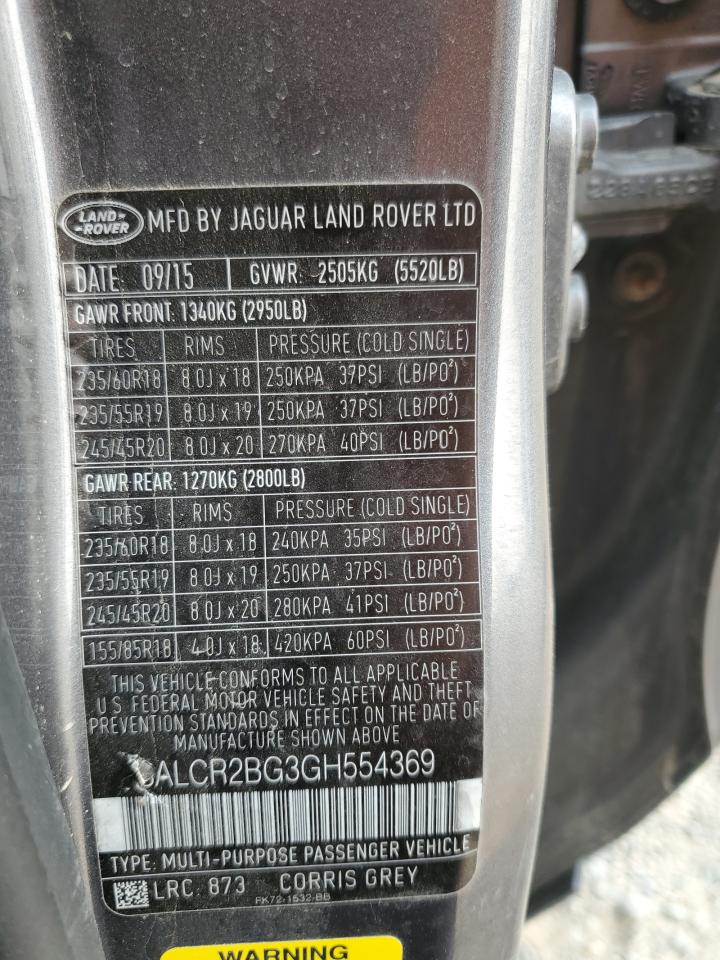 LAND ROVER MFD BY JAGUAR LAND ROVER LTD
DATE: 09/15 GVWR: 2505KG (5520LB)
GAWR FRONT: 1340KG (2950LB)
TIRES RIMS PRESSURE (COLD SINGLE)
235/60R18 8.0J x 18 250KPA 37PSI (LB/PO²)
235/55R19 8.0J x 19 250KPA 37PSI (LB/PO²)
245/45R20 8.0J x 20 270KPA 40PSI (LB/PO²)
GAWR REAR: 1270KG (2800LB)
TIRES RIMS PRESSURE (COLD SINGLE)
235/60R18 8.0J x 18 240KPA 35PSI (LB/PO²)
235/55R19 8.0J x 19 250KPA 37PSI (LB/PO²)
245/45R20 8.0J x 20 280KPA 41PSI (LB/PO²)
155/85R18 4.0J x 18 420KPA 60PSI (LB/PO²)
THIS VEHICLE CONFORMS TO ALL APPLICABLE
U.S. FEDERAL MOTOR VEHICLE SAFETY AND THEFT
PREVENTION STANDARDS IN EFFECT ON THE DATE OF
MANUFACTURE SHOWN ABOVE
ALCR2BG3GH554369
TYPE: MULTI-PURPOSE PASSENGER VEHICLE
LRC: 873 CORRIS GREY
FK72-1532-BB
WARNING